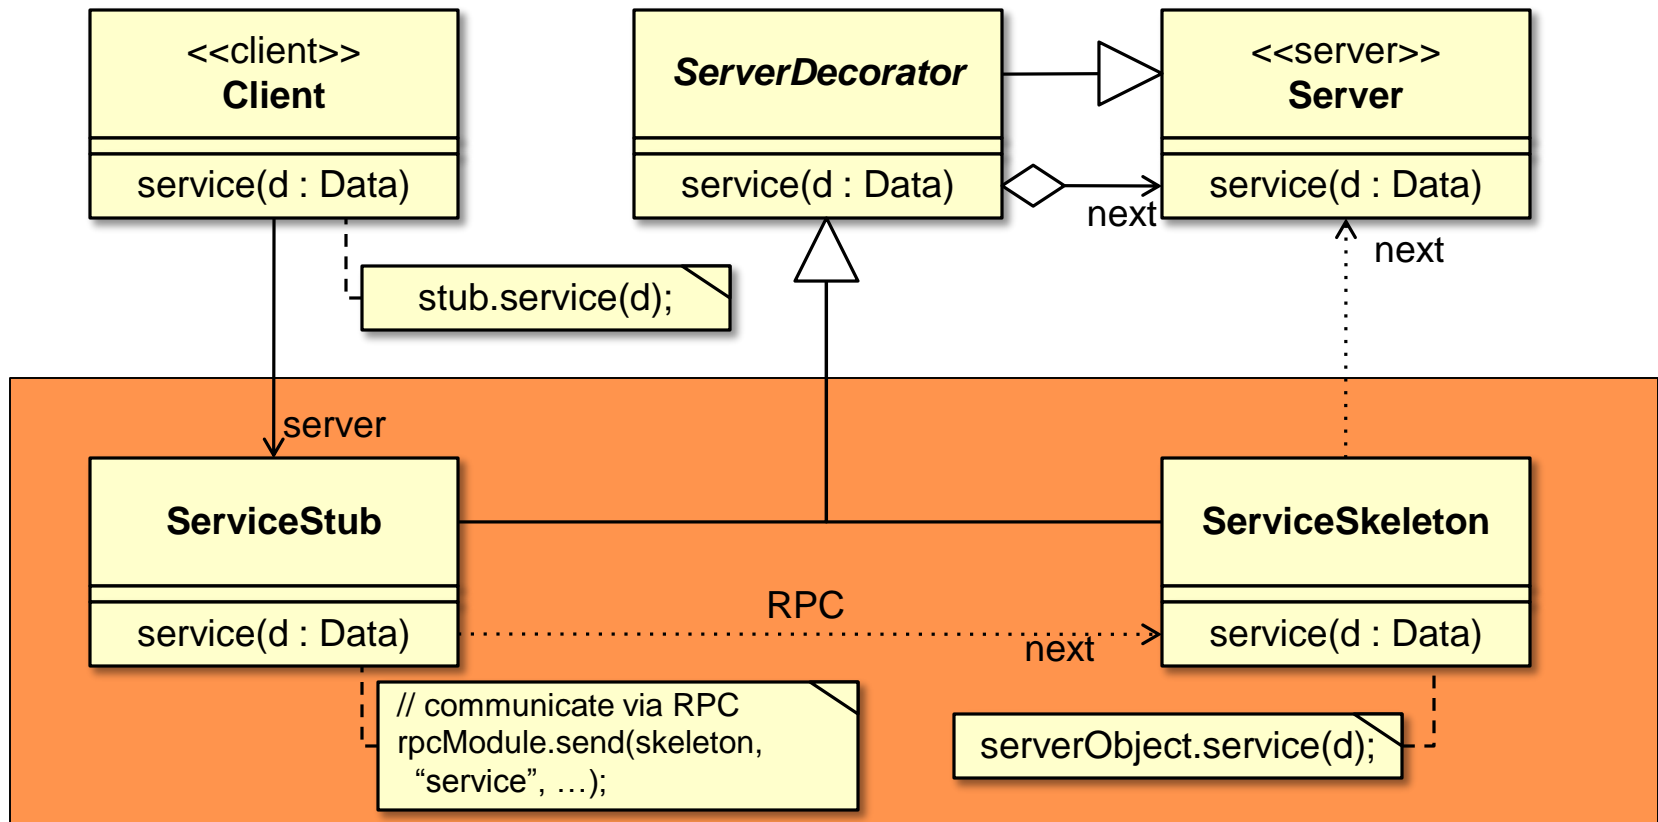 <<client>>
Client
service(d : Data)
ServerDecorator
service(d : Data)
<<server>>
Server
service(d : Data)
next
next
stub.service(d);
server
ServiceStub
service(d : Data)
RPC
next
ServiceSkeleton
service(d : Data)
// communicate via RPC
rpcModule.send(skeleton,
“service”, …);
serverObject.service(d);